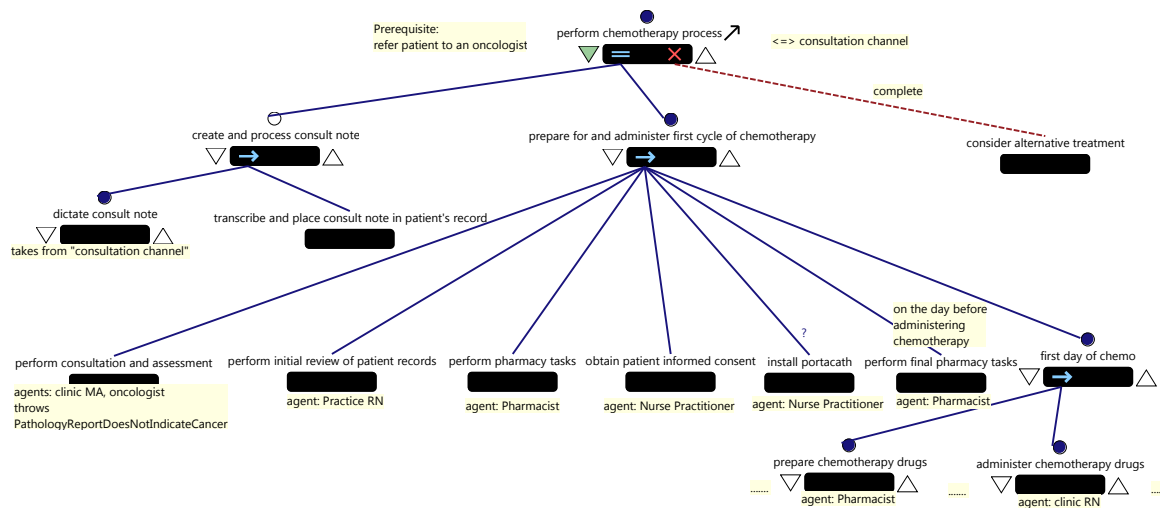 Prerequisite:
refer patient to an oncologist
perform chemotherapy process
<=> consultation channel
complete
create and process consult note
prepare for and administer first cycle of chemotherapy
consider alternative treatment
dictate consult note
takes from "consultation channel"
transcribe and place consult note in patient's record
on the day before
administering
chemotherapy
?
perform consultation and assessment
agents: clinic MA, oncologist
throws
PathologyReportDoesNotIndicateCancer
perform initial review of patient records
agent: Practice RN
perform pharmacy tasks
agent: Pharmacist
obtain patient informed consent
agent: Nurse Practitioner
install portacath
agent: Nurse Practitioner
perform final pharmacy tasks
agent: Pharmacist
first day of chemo
prepare chemotherapy drugs
.......
agent: Pharmacist
administer chemotherapy drugs
.......
agent: clinic RN
....